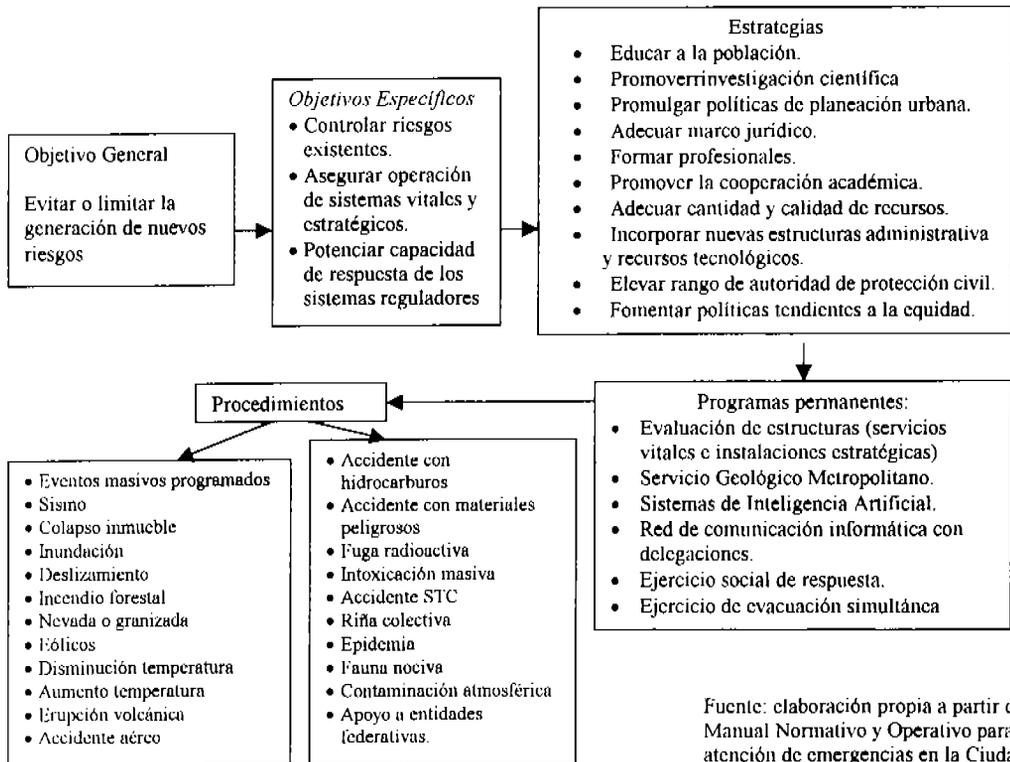 Objetivo General
Evitar o limitar la
generación de nuevos
riesgos
Objetivos Específicos
• Controlar riesgos
existentes.
• Asegurar operación
de sistemas vitales y
estratégicos.
• Potenciar capacidad
de respuesta de los
sistemas reguladores
Estrategias
• Educar a la población.
• Promoverrinvestigación científica
• Promulgar políticas de planeación urbana.
• Adecuar marco jurídico.
• Formar profesionales.
• Promover la cooperación académica.
• Adecuar cantidad y calidad de recursos.
• Incorporar nuevas estructuras administrativa
y recursos tecnológicos.
• Elevar rango de autoridad de protección civil.
• Fomentar políticas tendientes a la equidad.
Programas permanentes:
• Evaluación de estructuras (servicios
vitales e instalaciones estratégicas)
• Servicio Geológico Metropolitano.
• Sistemas de Inteligencia Artificial.
• Red de comunicación informática con
delegaciones.
• Ejercicio social de respuesta.
• Ejercicio de evacuación simultánea
Procedimientos
• Eventos masivos programados
• Sismo
• Colapso inmueble
• Inundación
• Deslizamiento
• Incendio forestal
• Nevada o granizada
• Eólicos
• Disminución temperatura
• Aumento temperatura
• Erupción volcánica
• Accidente aéreo
• Accidente con
hidrocarburos
• Accidente con materiales
peligrosos
• Fuga radioactiva
• Intoxicación masiva
• Accidente STC
• Riña colectiva
• Epidemia
• Fauna nociva
• Contaminación atmosférica
• Apoyo a entidades
federativas.
Fuente: elaboración propia a partir
Manual Normativo y Operativo para
atención de emergencias en la Ciuda